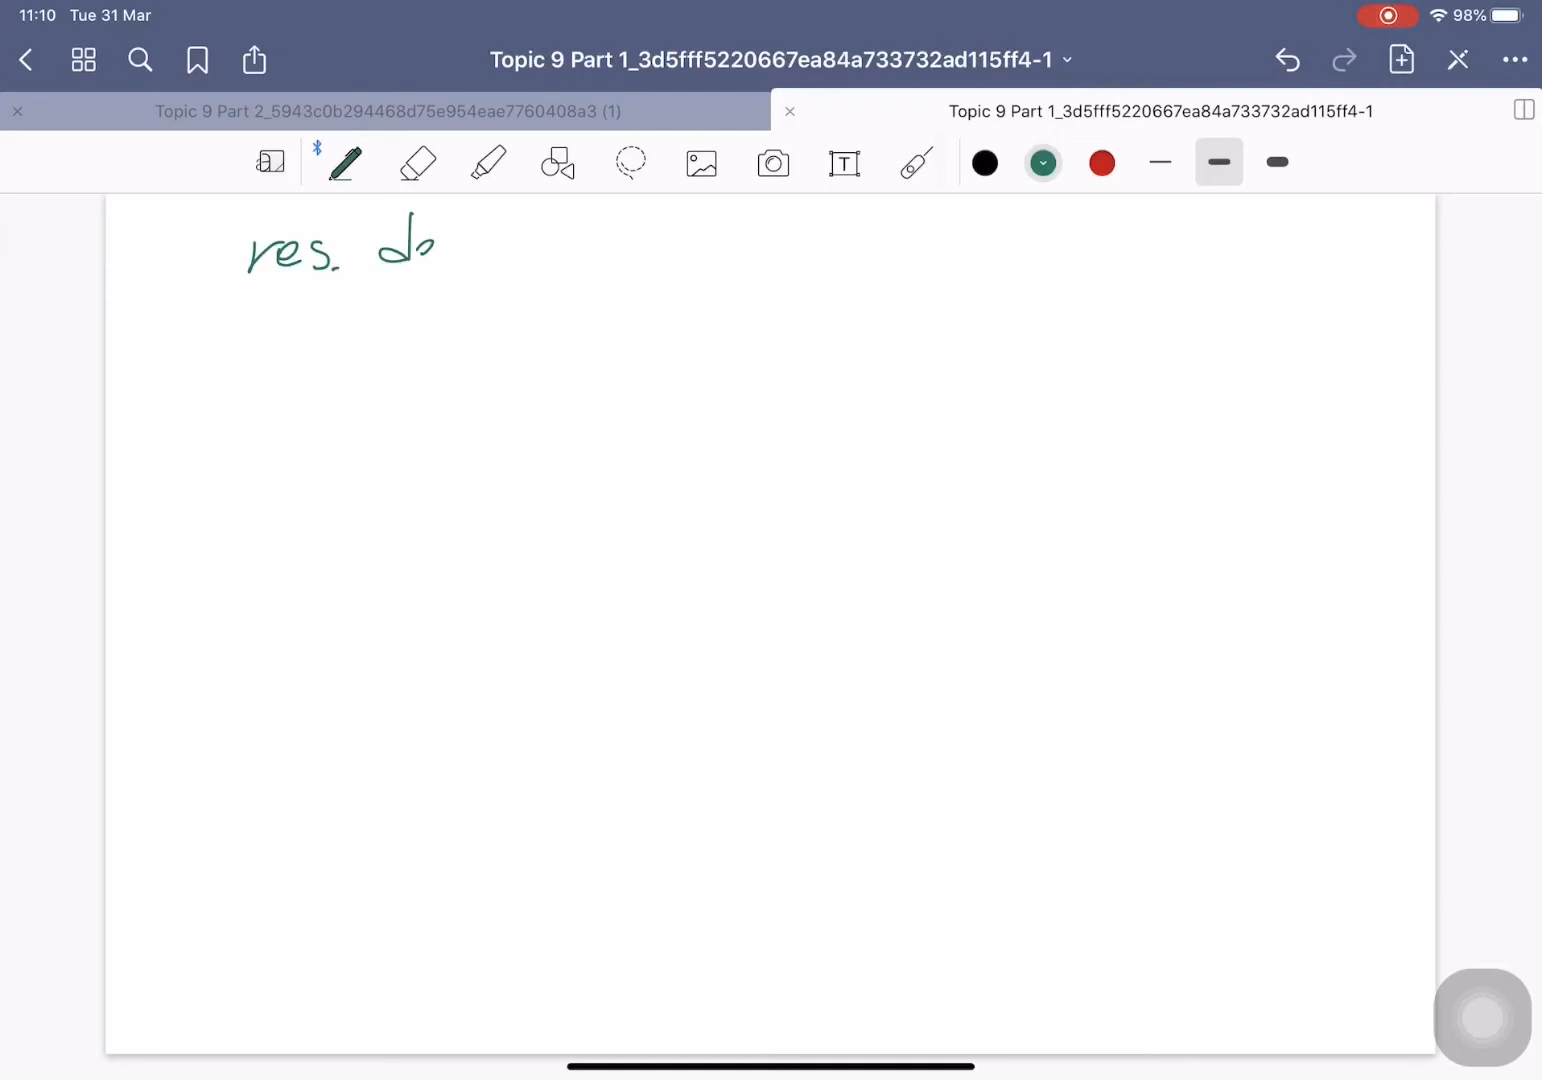 11:10 Tue 31 Mar 98%
Topic 9 Part 1_3d5fff5220667ea84a733732ad115ff4-1
Topic 9 Part 2_5943c0b294468d75e954eae7760408a3 (1) Topic 9 Part 1_3d5fff5220667ea84a733732ad115ff4-1
a T
res. do